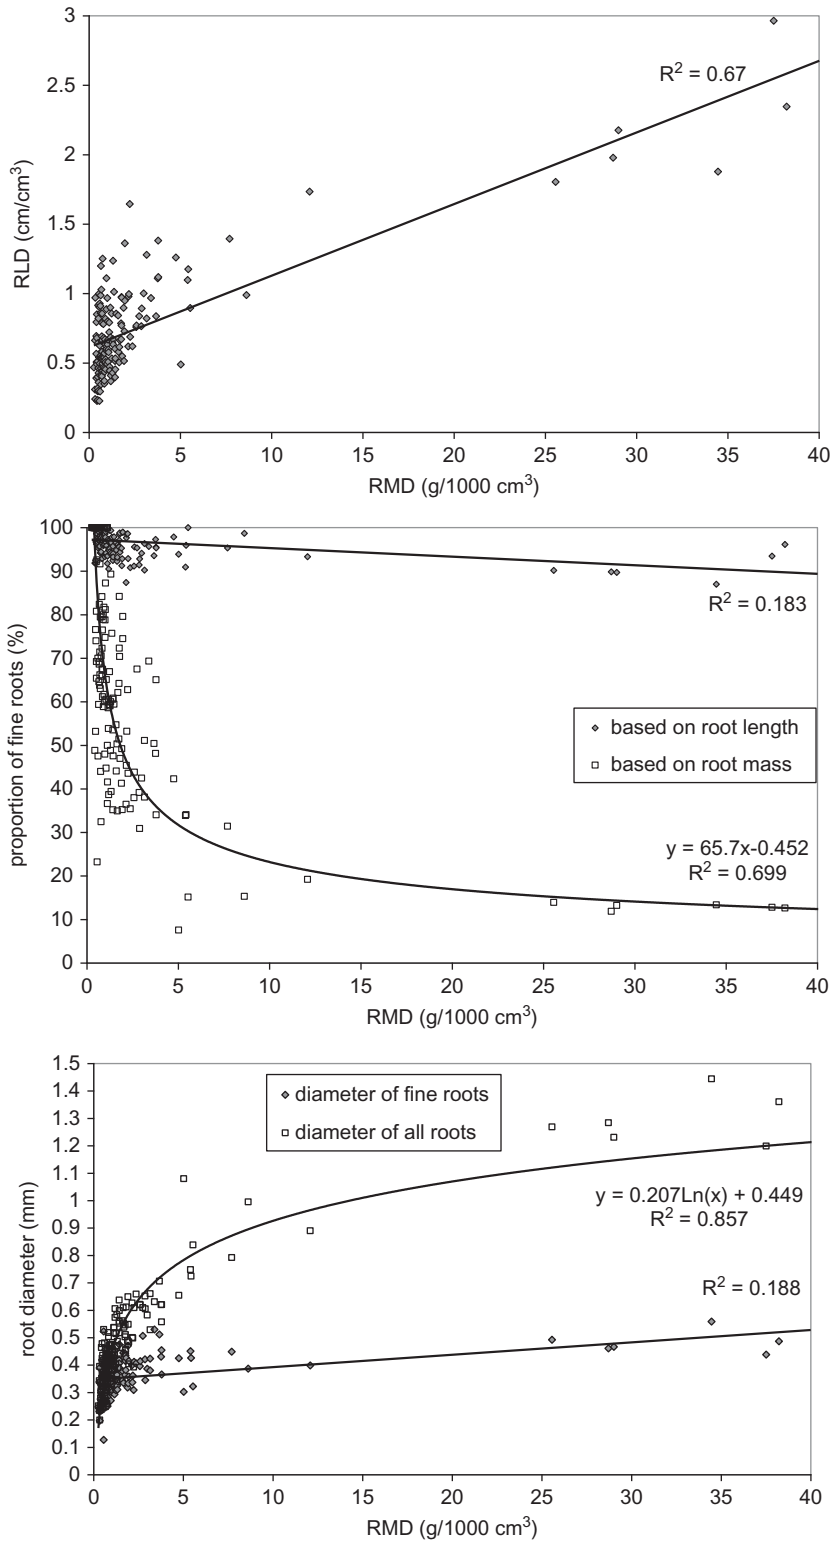 3
2.5
2
1.5
1
0.5
0
RLD (cm/cm³)
R² = 0.67
0 5 10 15 20 25 30 35 40
RMD (g/1000 cm³)
100
90
80
70
60
50
40
30
20
10
0
proportion of fine roots (%)
R² = 0.183
based on root length
based on root mass
y = 65.7x-0.452
R² = 0.699
0 5 10 15 20 25 30 35 40
RMD (g/1000 cm³)
1.5
1.4
1.3
1.2
1.1
1
0.9
0.8
0.7
0.6
0.5
0.4
0.3
0.2
0.1
0
root diameter (mm)
diameter of fine roots
diameter of all roots
y = 0.207Ln(x) + 0.449
R² = 0.857
R² = 0.188
0 5 10 15 20 25 30 35 40
RMD (g/1000 cm³)